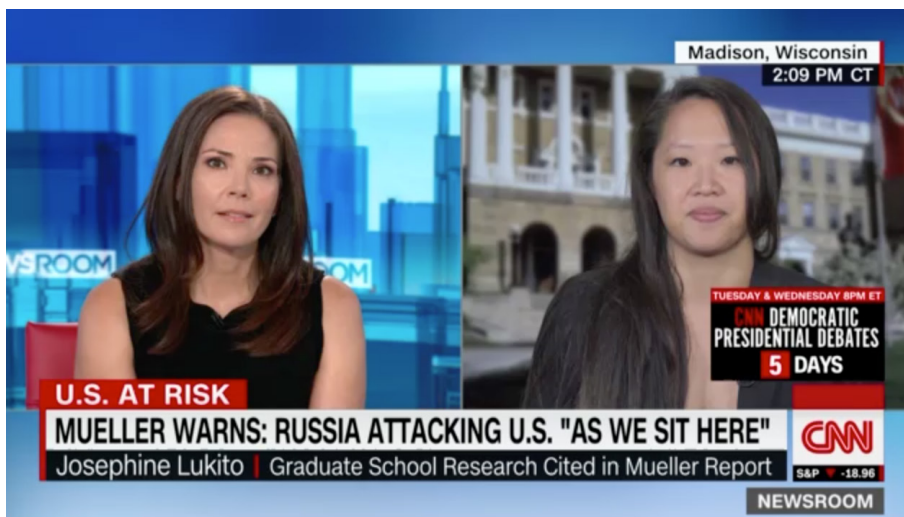 Madison, Wisconsin
2:09 PM CT
WSROOM
ROOM
TUESDAY & WEDNESDAY 8PM ET
CNN DEMOCRATIC
PRESIDENTIAL DEBATES
5 DAYS
U.S. AT RISK
MUELLER WARNS: RUSSIA ATTACKING U.S. "AS WE SIT HERE"
Josephine Lukito | Graduate School Research Cited in Mueller Report
CNN
S&P ▼ -18.96
NEWSROOM